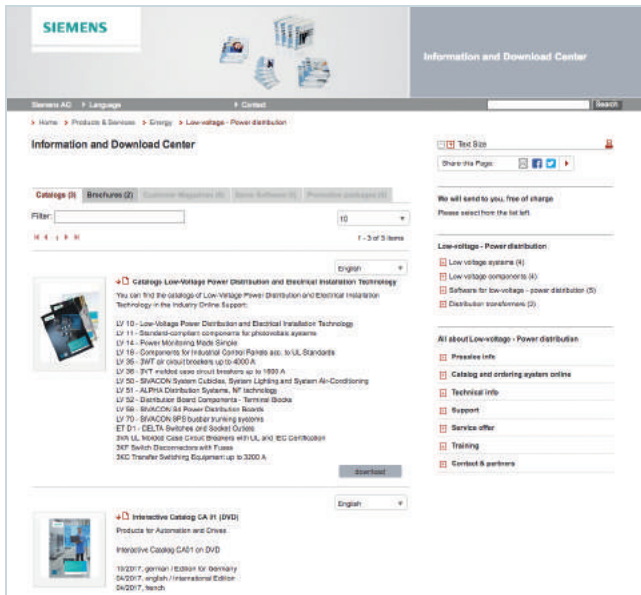 SIEMENS
Information and Download Center
Siemens AG Language Contact Search
Home Products & Services Energy Low-voltage - Power distribution
Information and Download Center
Text Size
Share this Page:
Catalogs (3) Brochures (2) Customer Magazines (0) Demo Software (0) Promotion packages (0)
Filter:
10
1
1 - 3 of 3 items
We will send to you, free of charge
Please select from the list left.
English
Catalogs Low-Voltage Power Distribution and Electrical Installation Technology
You can find the catalogs of Low-Voltage Power Distribution and Electrical Installation
Technology in the Industry Online Support:
LV 10 - Low-Voltage Power Distribution and Electrical Installation Technology
LV 11 - Standard-compliant components for photovoltaic systems
LV 14 - Power Monitoring Made Simple
LV 16 - Components for Industrial Control Panels acc. to UL Standards
LV 35 - 3WT air circuit breakers up to 4000 A
LV 36 - 3VT molded case circuit breakers up to 1600 A
LV 50 - SIVACON System Cubicles, System Lighting and System Air-Conditioning
LV 51 - ALPHA Distribution Systems, NF technology
LV 52 - Distribution Board Components - Terminal Blocks
LV 56 - SIVACON S4 Power Distribution Boards
LV 70 - SIVACON 8PS busbar trunking systems
ET D1 - DELTA Switches and Socket Outlets
3VA UL Molded Case Circuit Breakers with UL and IEC Certification
3KF Switch Disconnectors with Fuses
3KC Transfer Switching Equipment up to 3200 A
download
Low-voltage - Power distribution
Low voltage systems (4)
Low voltage components (4)
Software for low-voltage - power distribution (5)
Distribution transformers (2)
All about Low-voltage - Power distribution
Presales info
Catalog and ordering system online
Technical info
Support
Service offer
Training
Contact & partners
English
Interactive Catalog CA 01 (DVD)
Products for Automation and Drives
Interactive Catalog CA01 on DVD
10/2017, german / Edition for Germany
04/2017, english / International Edition
04/2017, french